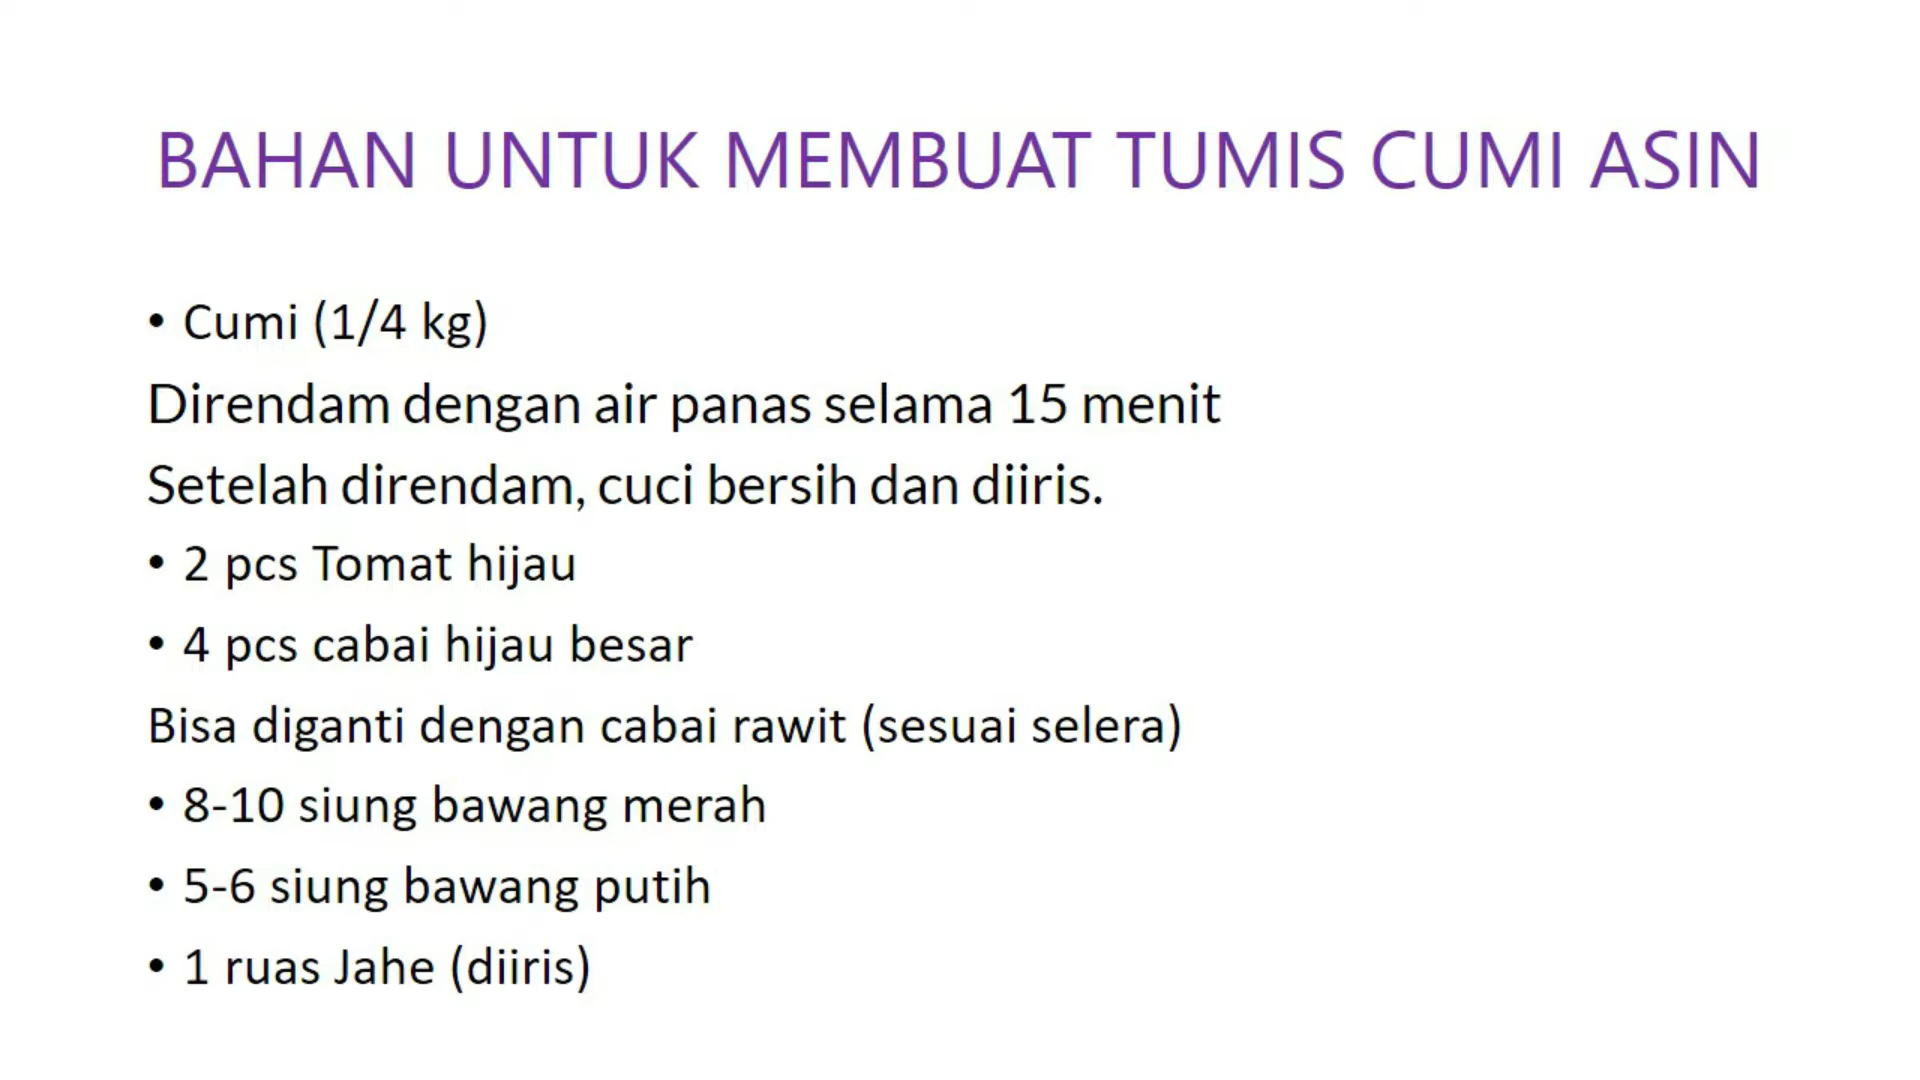 BAHAN UNTUK MEMBUAT TUMIS CUMI ASIN
• Cumi (1/4 kg)
Direndam dengan air panas selama 15 menit
Setelah direndam, cuci bersih dan diiris.
• 2 pcs Tomat hijau
• 4 pcs cabai hijau besar
Bisa diganti dengan cabai rawit (sesuai selera)
• 8-10 siung bawang merah
• 5-6 siung bawang putih
• 1 ruas Jahe (diiris)